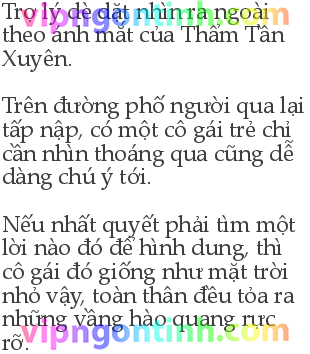 Trợ lý dè dặt nhìn ra ngoài
theo ánh mắt của Thẩm Tần
Xuyên.
Trên đường phố người qua lại
tấp nập, có một cô gái trẻ chỉ
cần nhìn thoáng qua cũng dễ
dàng chú ý tới.
Nếu nhất quyết phải tìm một
lời nào đó để hình dung, thì
cô gái đó giống như mặt trời
nhỏ vậy, toàn thân đều tỏa ra
những vầng hào quang rực
rỡ.
vipngontinh.com
vipngontinh.com